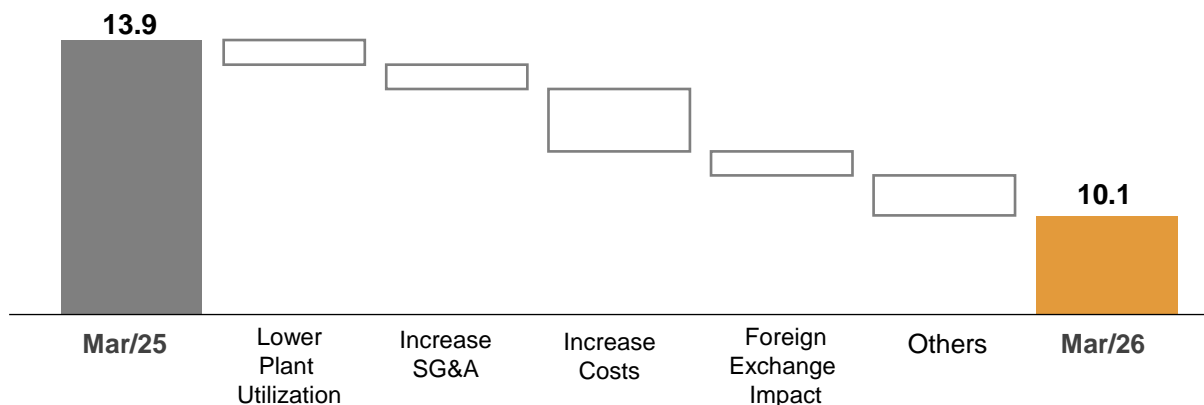 13.9
10.1
Mar/25
Lower
Plant
Utilization
Increase
SG&A
Increase
Costs
Foreign
Exchange
Impact
Others
Mar/26